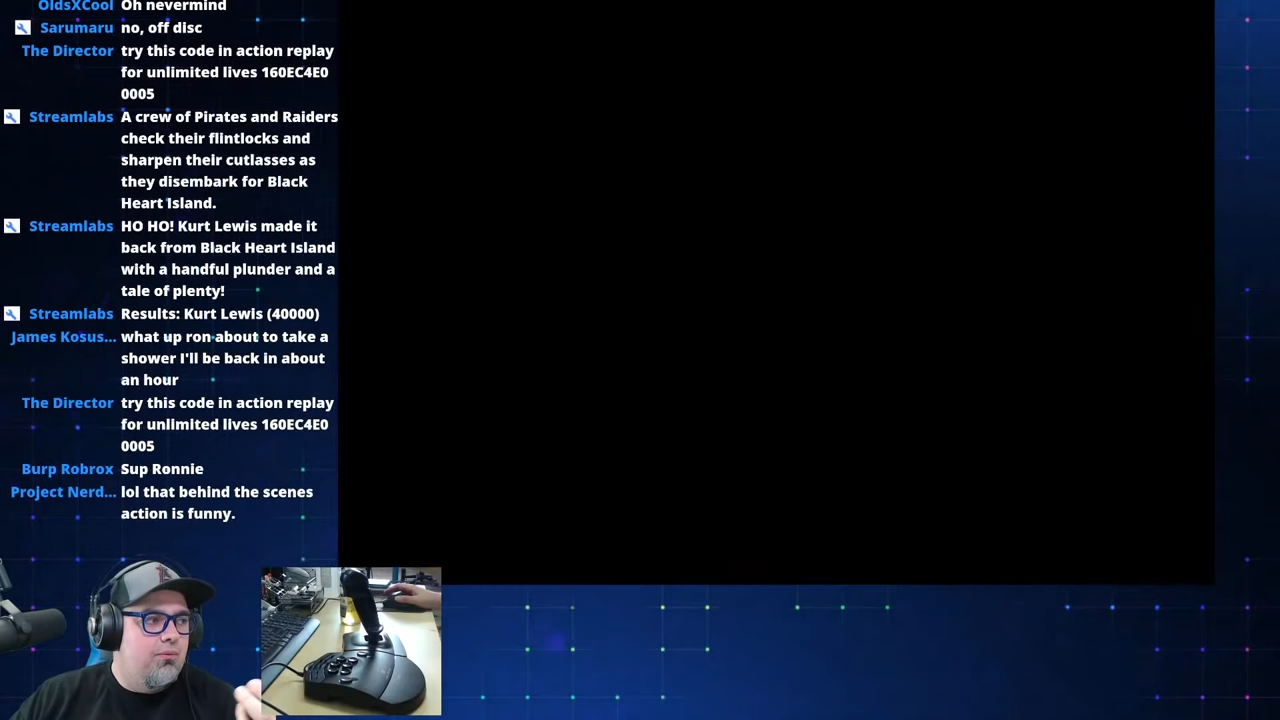 OldsXCool Oh nevermind
Sarumaru no, off disc
The Director try this code in action replay
for unlimited lives 160EC4E0
0005
Streamlabs A crew of Pirates and Raiders
check their flintlocks and
sharpen their cutlasses as
they disembark for Black
Heart Island.
Streamlabs HO HO! Kurt Lewis made it
back from Black Heart Island
with a handful plunder and a
tale of plenty!
Streamlabs Results: Kurt Lewis (40000)
James Kosus... what up ron about to take a
shower I'll be back in about
an hour
The Director try this code in action replay
for unlimited lives 160EC4E0
0005
Burp Robrox Sup Ronnie
Project Nerd... lol that behind the scenes
action is funny.